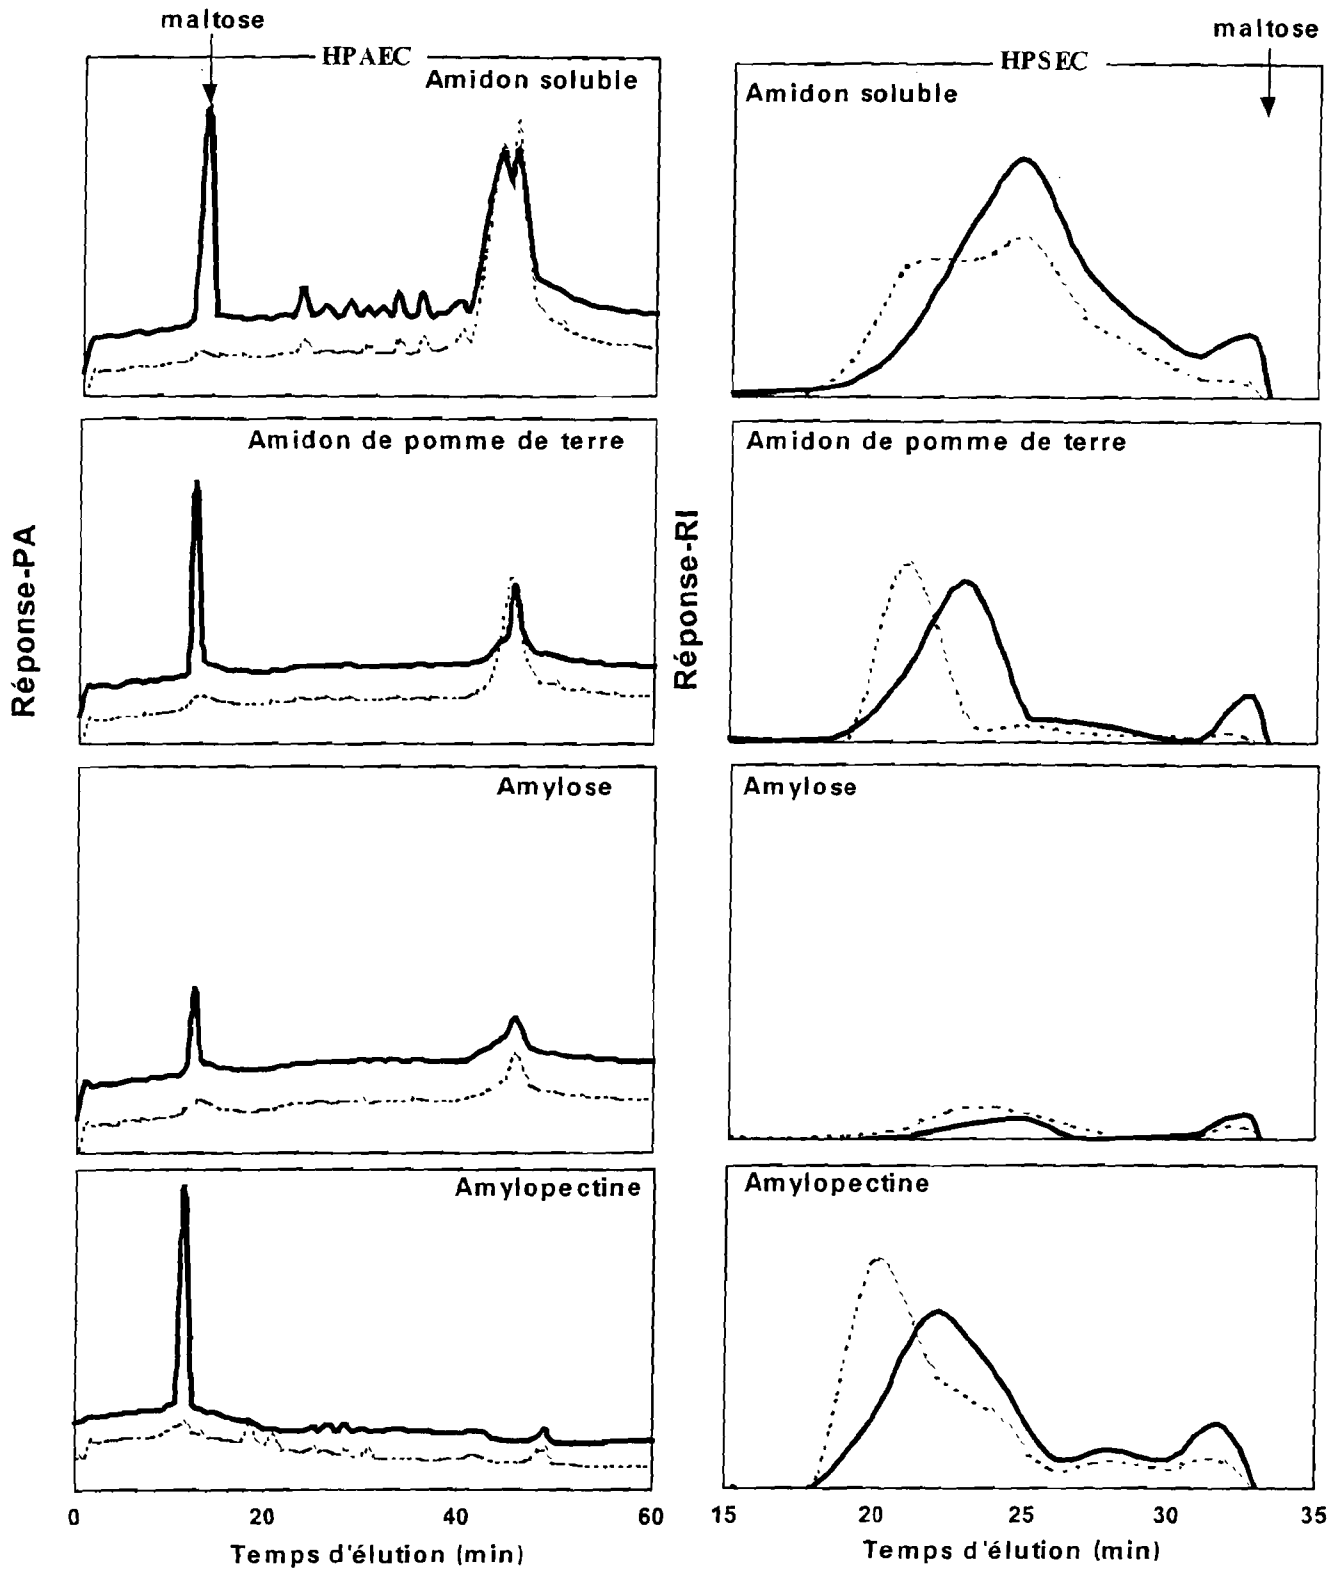 maltose
HPAEC
Amidon soluble
maltose
HPSEC
Amidon soluble
Amidon de pomme de terre
Amidon de pomme de terre
Réponse-PA
Réponse-RI
Amylose
Amylose
Amylopectine
Amylopectine
0 20 40 60
15 20 25 30 35
Temps d'élution (min)
Temps d'élution (min)